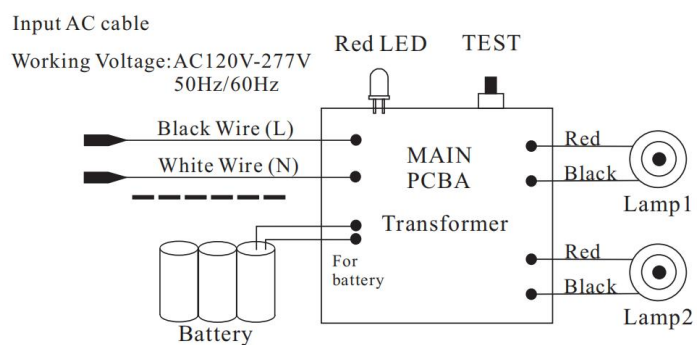 Input AC cable
Working Voltage:AC120V-277V
50Hz/60Hz
Red LED
TEST
Black Wire (L)
White Wire (N)
MAIN
PCBA
Transformer
For
battery
Battery
Red
Black
Lamp1
Red
Black
Lamp2